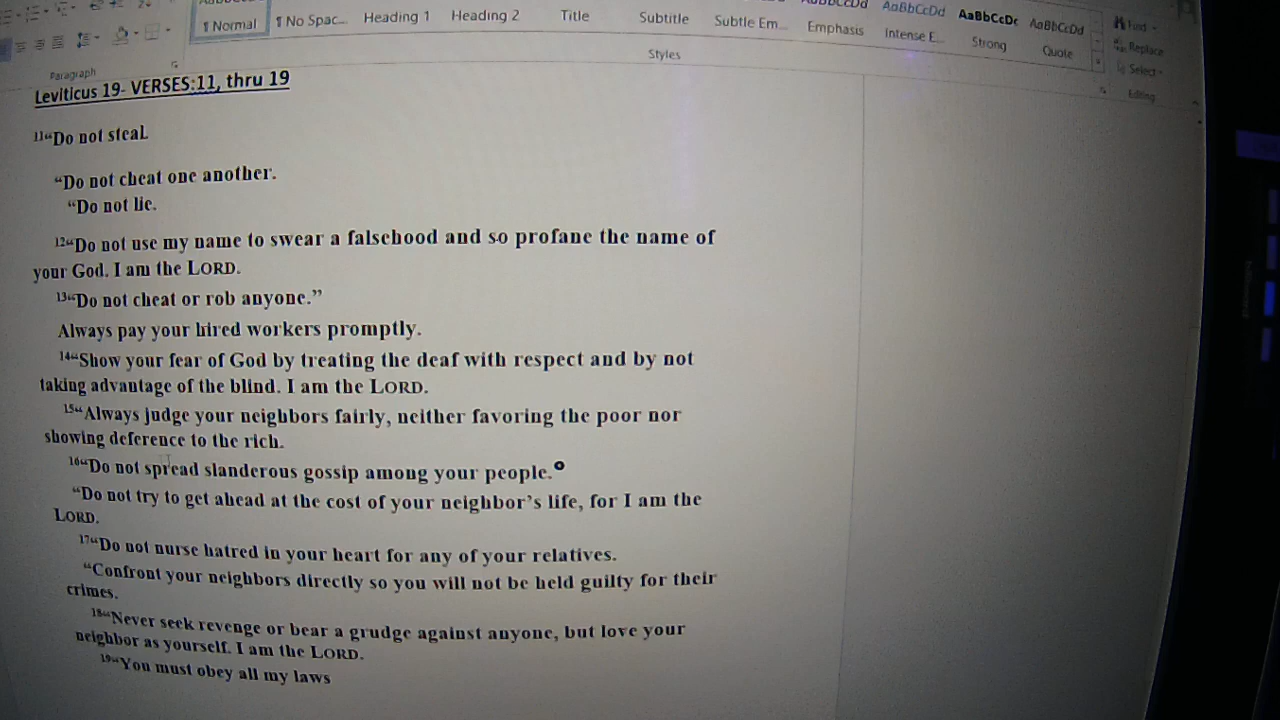 AaBbCcDd AaBbCcDc AaBbCcDd
¶ Normal ¶ No Spac... Heading 1 Heading 2 Title Subtitle Subtle Em... Emphasis Intense E... Strong Quote
Find
Replace
Select
Paragraph Styles Editing
Leviticus 19- VERSES:11, thru 19
11“Do not steal.
“Do not cheat one another.
“Do not lie.
12“Do not use my name to swear a falsehood and so profane the name of
your God. I am the LORD.
13“Do not cheat or rob anyone.”
Always pay your hired workers promptly.
14“Show your fear of God by treating the deaf with respect and by not
taking advantage of the blind. I am the LORD.
15“Always judge your neighbors fairly, neither favoring the poor nor
showing deference to the rich.
16“Do not spread slanderous gossip among your people.
“Do not try to get ahead at the cost of your neighbor’s life, for I am the
LORD.
17“Do not nurse hatred in your heart for any of your relatives.
“Confront your neighbors directly so you will not be held guilty for their
crimes.
18“Never seek revenge or bear a grudge against anyone, but love your
neighbor as yourself. I am the LORD.
19“You must obey all my laws